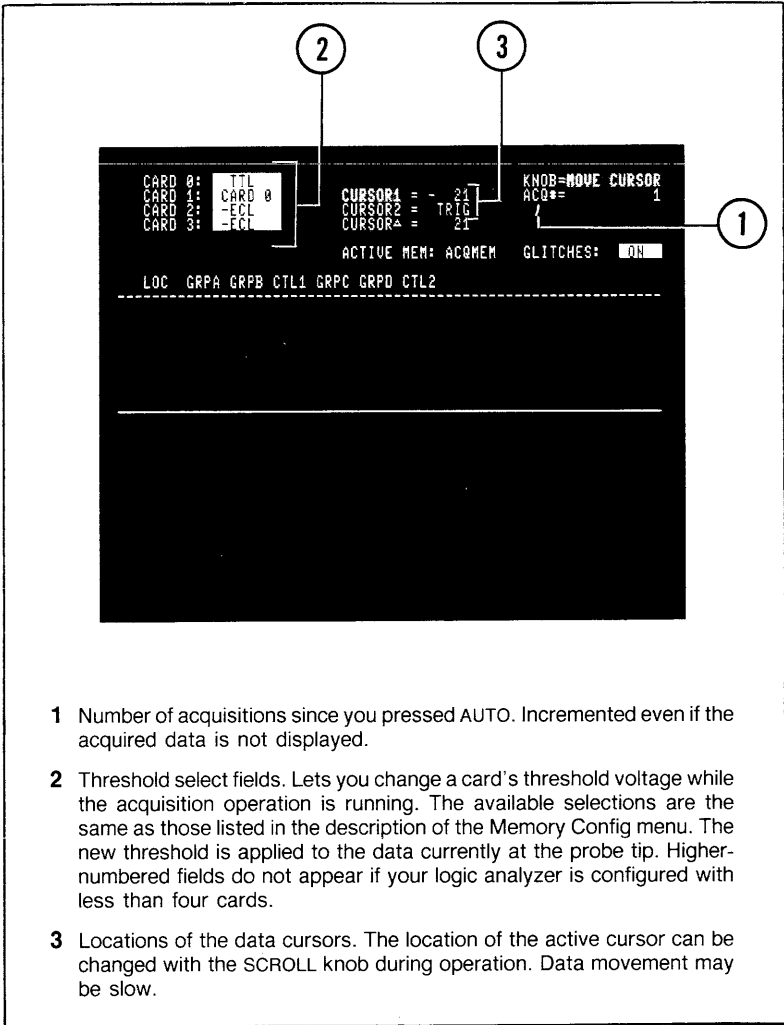 2 3
CARD 0: TTL
CARD 1: CARD 0
CARD 2: -ECL
CARD 3: -ECL
CURSOR1 = - 21
CURSOR2 = TRIG
CURSOR△ = 21
KNOB=MOVE CURSOR
ACQ#= 1
1
ACTIVE MEM: ACQMEM GLITCHES: ON
LOC GRPA GRPB CTL1 GRPC GRPD CTL2
1 Number of acquisitions since you pressed AUTO. Incremented even if the
acquired data is not displayed.
2 Threshold select fields. Lets you change a card's threshold voltage while
the acquisition operation is running. The available selections are the
same as those listed in the description of the Memory Config menu. The
new threshold is applied to the data currently at the probe tip. Higher-
numbered fields do not appear if your logic analyzer is configured with
less than four cards.
3 Locations of the data cursors. The location of the active cursor can be
changed with the SCROLL knob during operation. Data movement may
be slow.